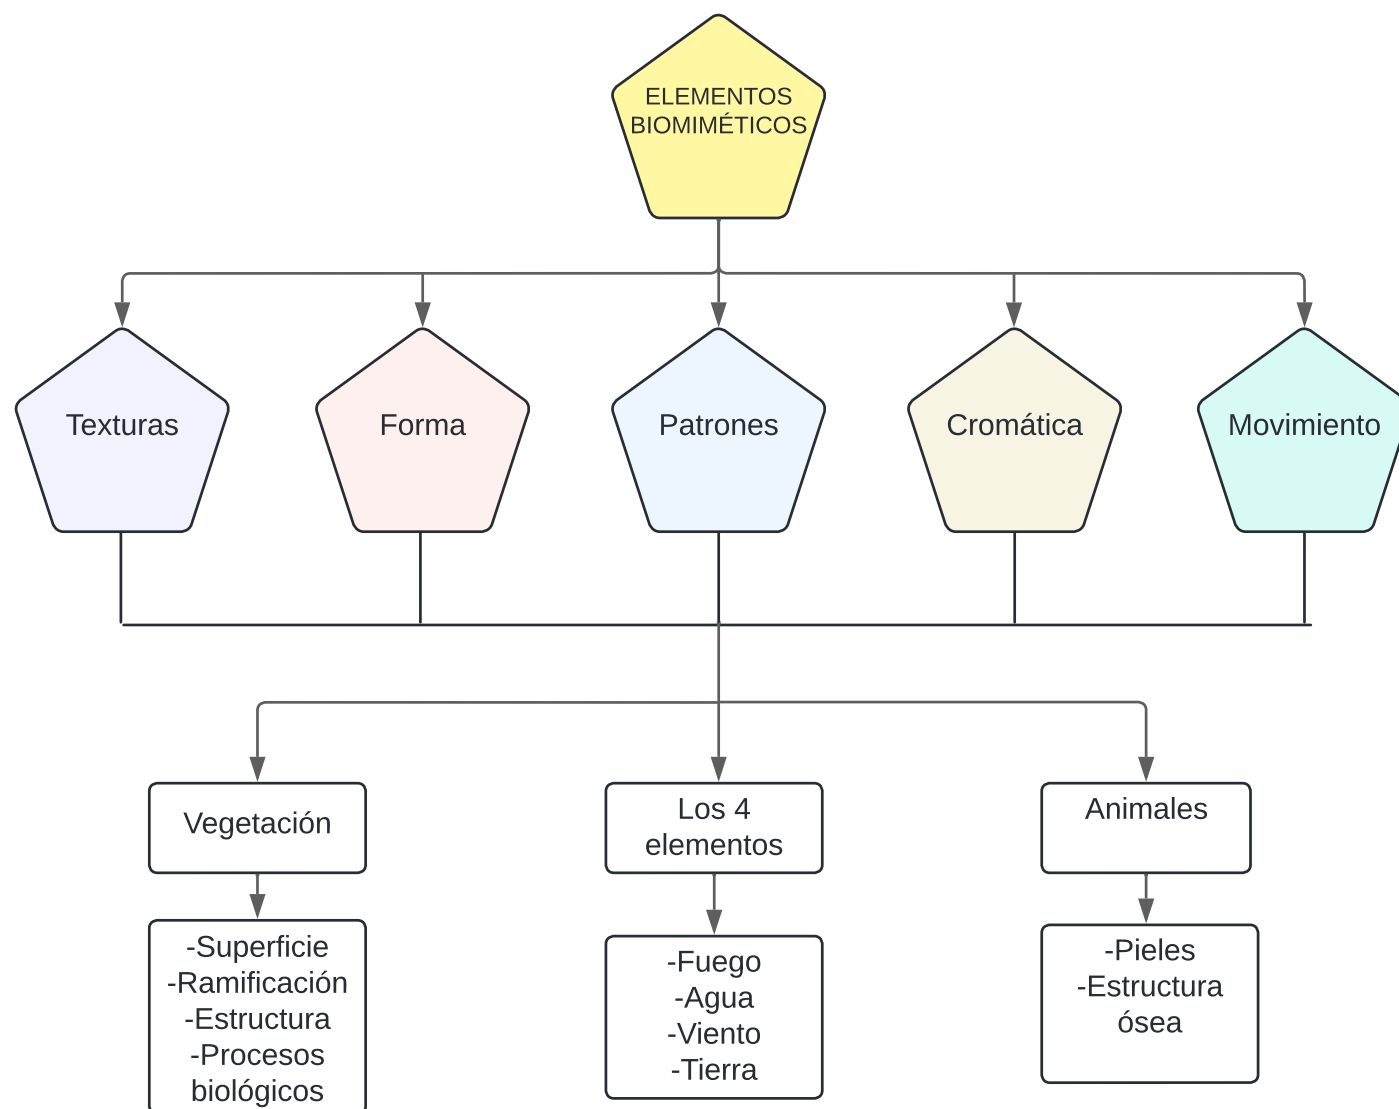 ELEMENTOS
BIOMIMÉTICOS
Texturas
Forma
Patrones
Cromática
Movimiento
Vegetación
Los 4
elementos
Animales
-Superficie
-Ramificación
-Estructura
-Procesos
biológicos
-Fuego
-Agua
-Viento
-Tierra
-Pieles
-Estructura
ósea